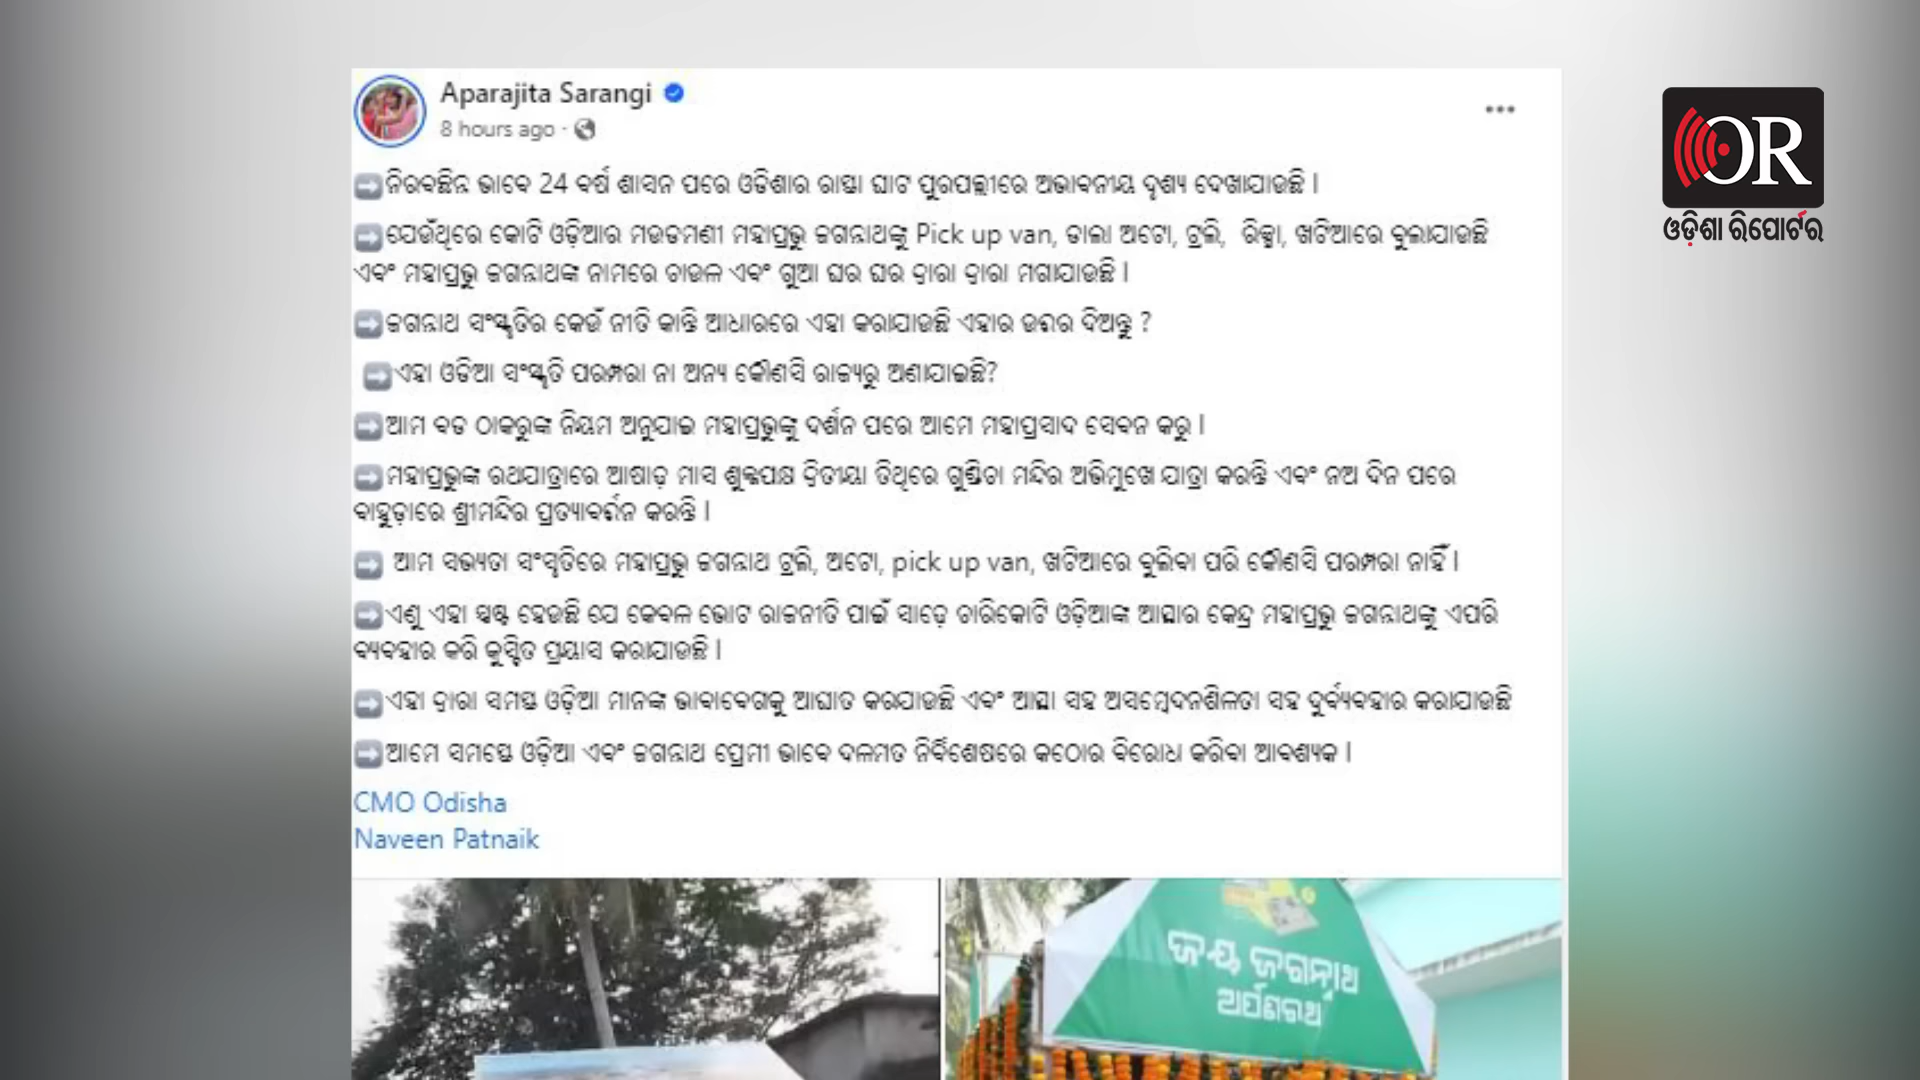 Aparajita Sarangi
8 hours ago ·
ନିରବଛିନ୍ନ ଭାବେ 24 ବର୍ଷ ଶାସନ ପରେ ଓଡିଶାର ରାସ୍ତା ଘାଟ ପୁରପଲ୍ଲୀରେ ଅଭାବନୀୟ ଦୃଶ୍ୟ ଦେଖାଯାଉଛି |
ଯେଉଁଥିରେ କୋଟି ଓଡ଼ିଆର ମଉଡମଣୀ ମହାପ୍ରଭୁ ଜଗନ୍ନାଥଙ୍କୁ Pick up van, ଡାଲା ଅଟୋ, ଟ୍ରଲି, ରିକ୍ସା, ଖଟିଆରେ ବୁଲାଯାଉଛି
ଏବଂ ମହାପ୍ରଭୁ ଜଗନ୍ନାଥଙ୍କ ନାମରେ ଚାଉଳ ଏବଂ ଗୁଆ ଘର ଘର ଦ୍ୱାରା ଦ୍ୱାରା ମଗାଯାଉଛି |
ଜଗନ୍ନାଥ ସଂସ୍କୃତିର କେଉଁ ନୀତି କାନ୍ତି ଆଧାରରେ ଏହା କରାଯାଉଛି ଏହାର ଉତ୍ତର ଦିଅନ୍ତୁ ?
ଏହା ଓଡିଆ ସଂସ୍କୃତି ପରମ୍ପରା ନା ଅନ୍ୟ କୌଣସି ରାଜ୍ୟରୁ ଅଣାଯାଇଛି?
ଆମ ବଡ ଠାକରୁଙ୍କ ନିୟମ ଅନୁଯାଇ ମହାପ୍ରଭୁଙ୍କୁ ଦର୍ଶନ ପରେ ଆମେ ମହାପ୍ରସାଦ ସେବନ କରୁ |
ମହାପ୍ରଭୁଙ୍କ ରଥଯାତ୍ରାରେ ଆଷାଢ଼ ମାସ ଶୁକ୍ଳପକ୍ଷ ଦ୍ୱିତୀୟା ତିଥିରେ ଗୁଣ୍ଡିଚା ମନ୍ଦିର ଅଭିମୁଖେ ଯାତ୍ରା କରନ୍ତି ଏବଂ ନଅ ଦିନ ପରେ
ବାହୁଡ଼ାରେ ଶ୍ରୀମନ୍ଦିର ପ୍ରତ୍ୟାବର୍ତ୍ତନ କରନ୍ତି |
ଆମ ସଭ୍ୟତା ସଂସ୍କୃତିରେ ମହାପ୍ରଭୁ ଜଗନ୍ନାଥ ଟ୍ରଲି, ଅଟୋ, pick up van, ଖଟିଆରେ ବୁଲିବା ପରି କୌଣସି ପରମ୍ପରା ନାହିଁ |
ଏଣୁ ଏହା ସ୍ପଷ୍ଟ ହେଉଛି ଯେ କେବଳ ଭୋଟ ରାଜନୀତି ପାଇଁ ସାଢ଼େ ଚାରିକୋଟି ଓଡ଼ିଆଙ୍କ ଆସ୍ଥାର କେନ୍ଦ୍ର ମହାପ୍ରଭୁ ଜଗନ୍ନାଥଙ୍କୁ ଏପରି
ବ୍ୟବହାର କରି କୁତ୍ସିତ ପ୍ରୟାସ କରାଯାଉଛି |
ଏହା ଦ୍ୱାରା ସମସ୍ତ ଓଡ଼ିଆ ମାନଙ୍କ ଭାବାବେଗକୁ ଆଘାତ କରଯାଉଛି ଏବଂ ଆସ୍ଥା ସହ ଅସମ୍ବେଦନଶିଳତା ସହ ଦୁର୍ବ୍ୟବହାର କରାଯାଉଛି
ଆମେ ସମସ୍ତେ ଓଡ଼ିଆ ଏବଂ ଜଗନ୍ନାଥ ପ୍ରେମୀ ଭାବେ ଦଳମତ ନିର୍ବିଶେଷରେ କଠୋର ବିରୋଧ କରିବା ଆବଶ୍ୟକ |
CMO Odisha
Naveen Patnaik
ଜୟ ଜଗନ୍ନାଥ
ଅର୍ପଣରଥ
OR
ଓଡ଼ିଶା ରିପୋର୍ଟର